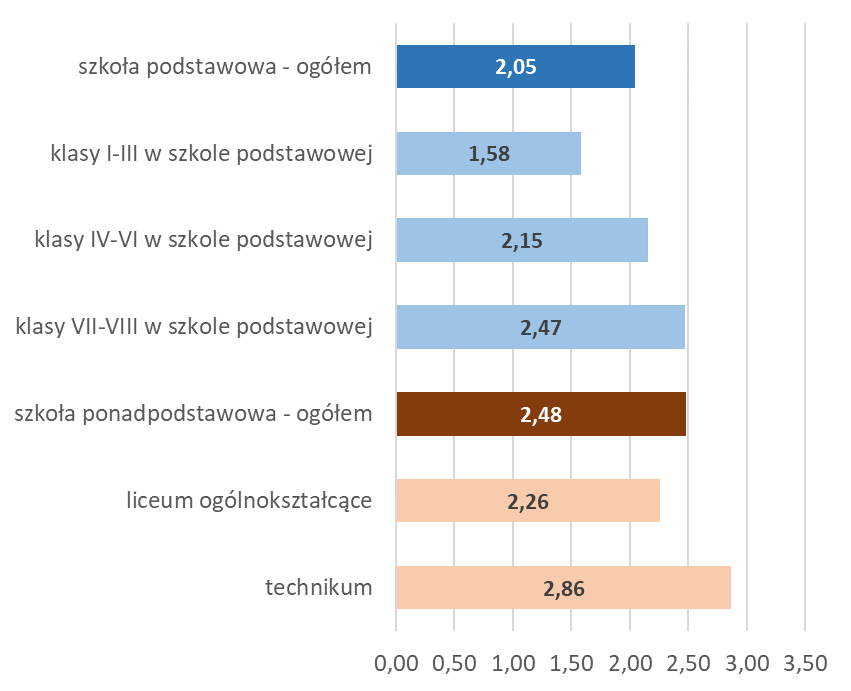 szkoła podstawowa - ogółem 2,05
klasy I-III w szkole podstawowej 1,58
klasy IV-VI w szkole podstawowej 2,15
klasy VII-VIII w szkole podstawowej 2,47
szkoła ponadpodstawowa - ogółem 2,48
liceum ogólnokształcące 2,26
technikum 2,86
0,00 0,50 1,00 1,50 2,00 2,50 3,00 3,50